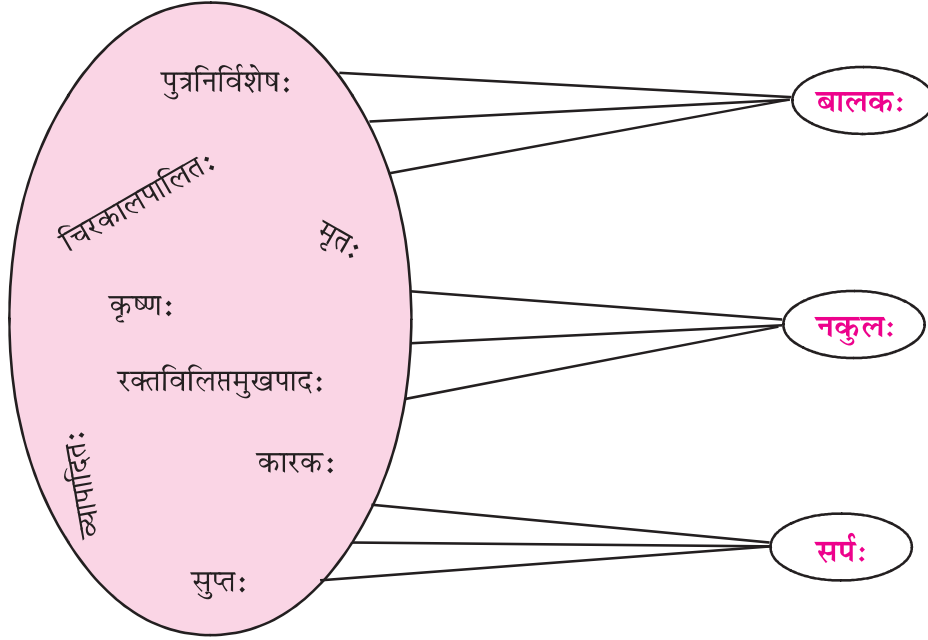 पुत्रनिर्विशेषः
बालकः
चिरकालपालितः
मृतः
कृष्णः
नकुलः
रक्तविलिप्तमुखपादः
व्यापादितः
कारकः
सर्पः
सुप्तः